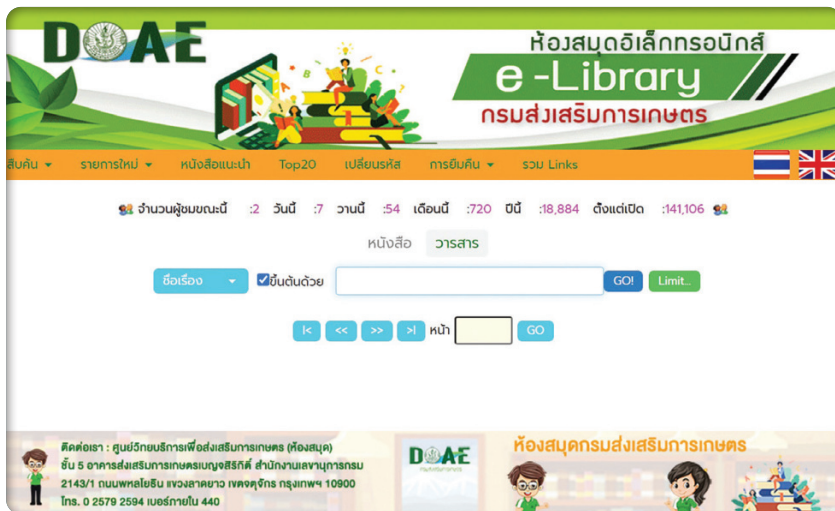 DOAE
ห้องสมุดอิเล็กทรอนิกส์
e -Library
กรมส่งเสริมการเกษตร
สืบค้น รายการใหม่ หนังสือแนะนำ Top20 เปลี่ยนรหัส การยืมคืน รวม Links
จำนวนผู้ชมขณะนี้ :2 วันนี้ :7 วานนี้ :54 เดือนนี้ :720 ปีนี้ :18,884 ตั้งแต่เปิด :141,106
หนังสือ วารสาร
ชื่อเรื่อง ขึ้นต้นด้วย GO! Limit...
|< << >> >| หน้า GO
ติดต่อเรา : ศูนย์วิทยบริการเพื่อส่งเสริมการเกษตร (ห้องสมุด)
ชั้น 5 อาคารส่งเสริมการเกษตรเบญจสิริกิติ์ สำนักงานเลขานุการกรม
2143/1 ถนนพหลโยธิน แขวงลาดยาว เขตจตุจักร กรุงเทพฯ 10900
โทร. 0 2579 2594 เบอร์ภายใน 440
DOAE
ห้องสมุดกรมส่งเสริมการเกษตร